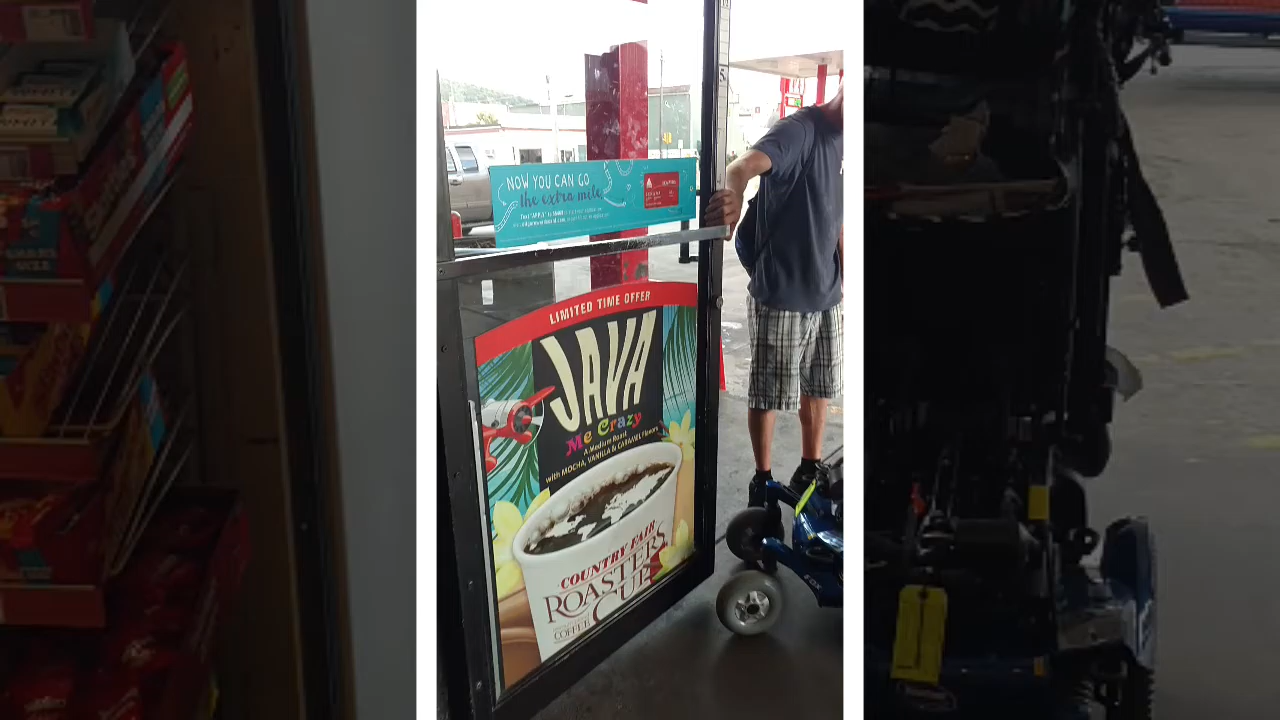 NOW YOU CAN GO
the extra mile.
LIMITED TIME OFFER
JAVA
Me Crazy
A Medium Roast
with MOCHA, VANILLA & CARAMEL Flavors
COUNTRY FAIR
ROASTER'S
CUP
COFFEE